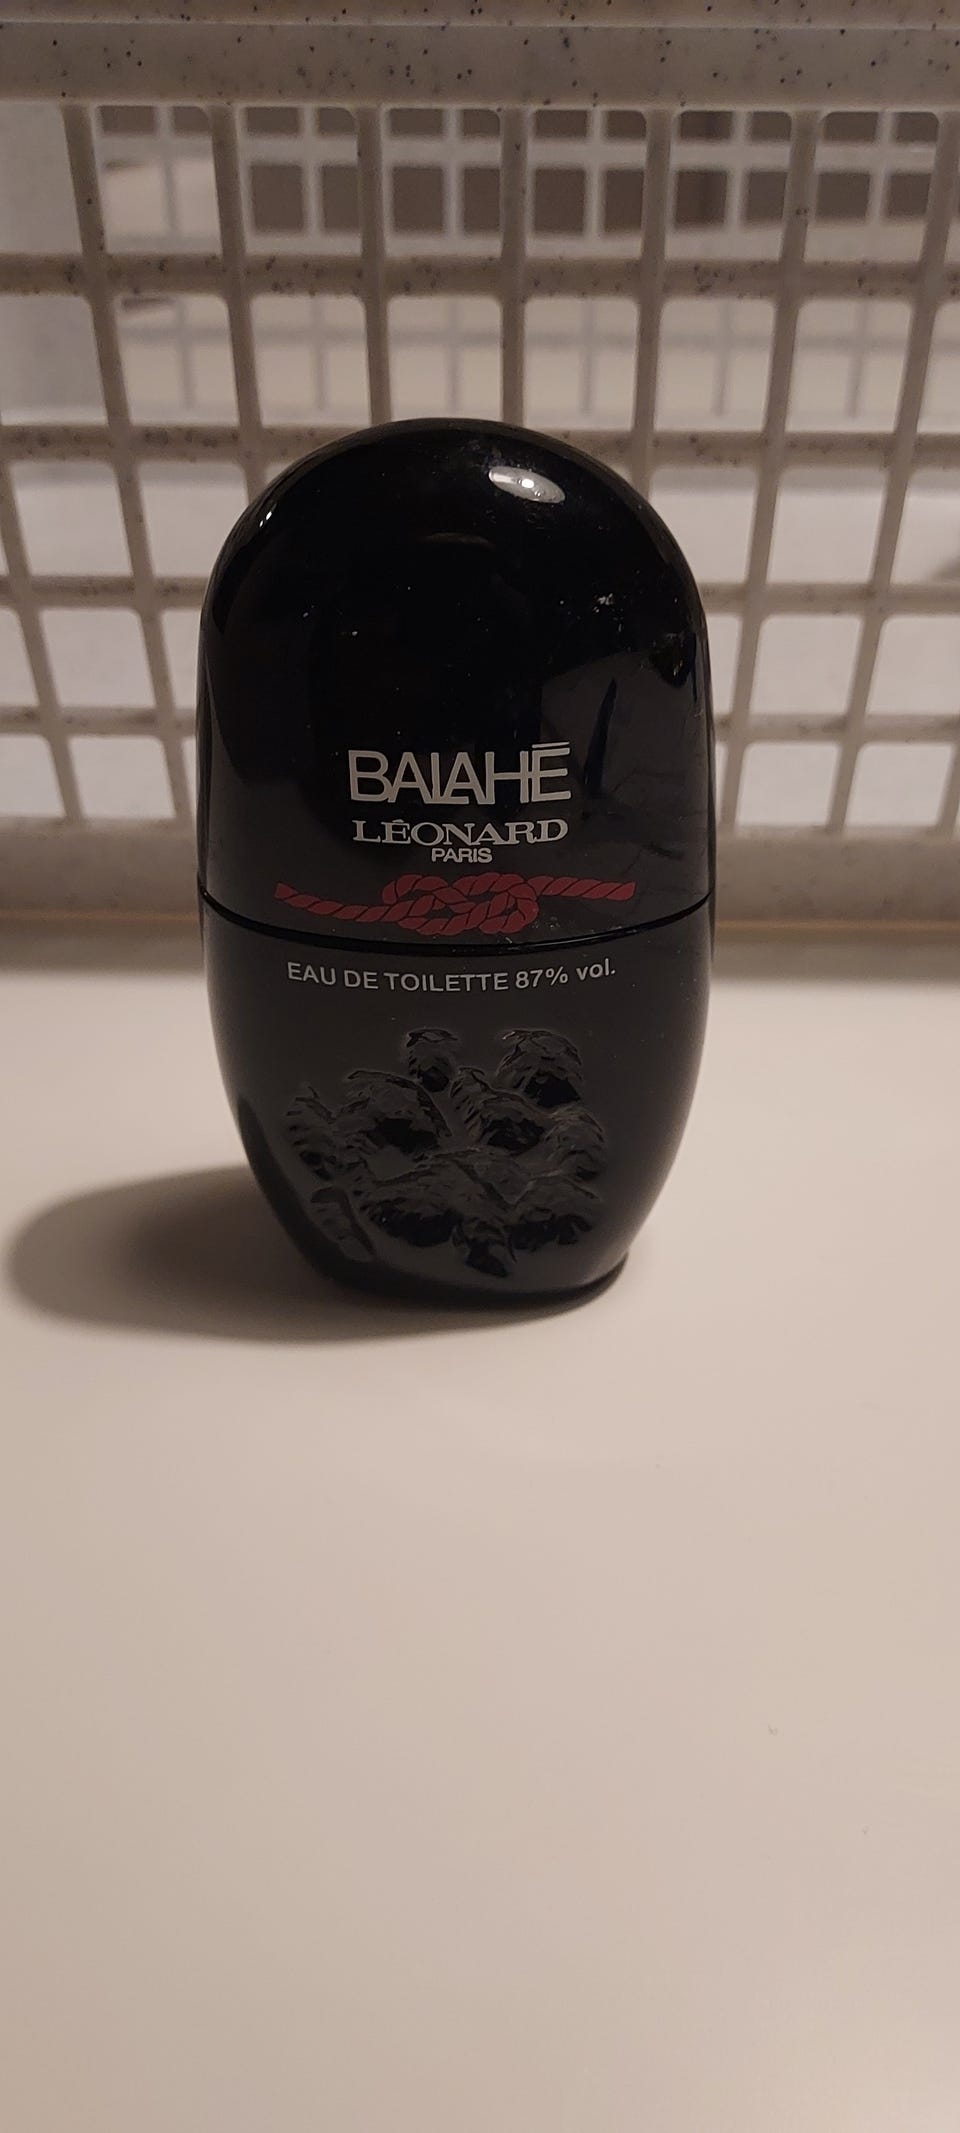 BALAHÉ
LÉONARD
PARIS
EAU DE TOILETTE 87% vol.